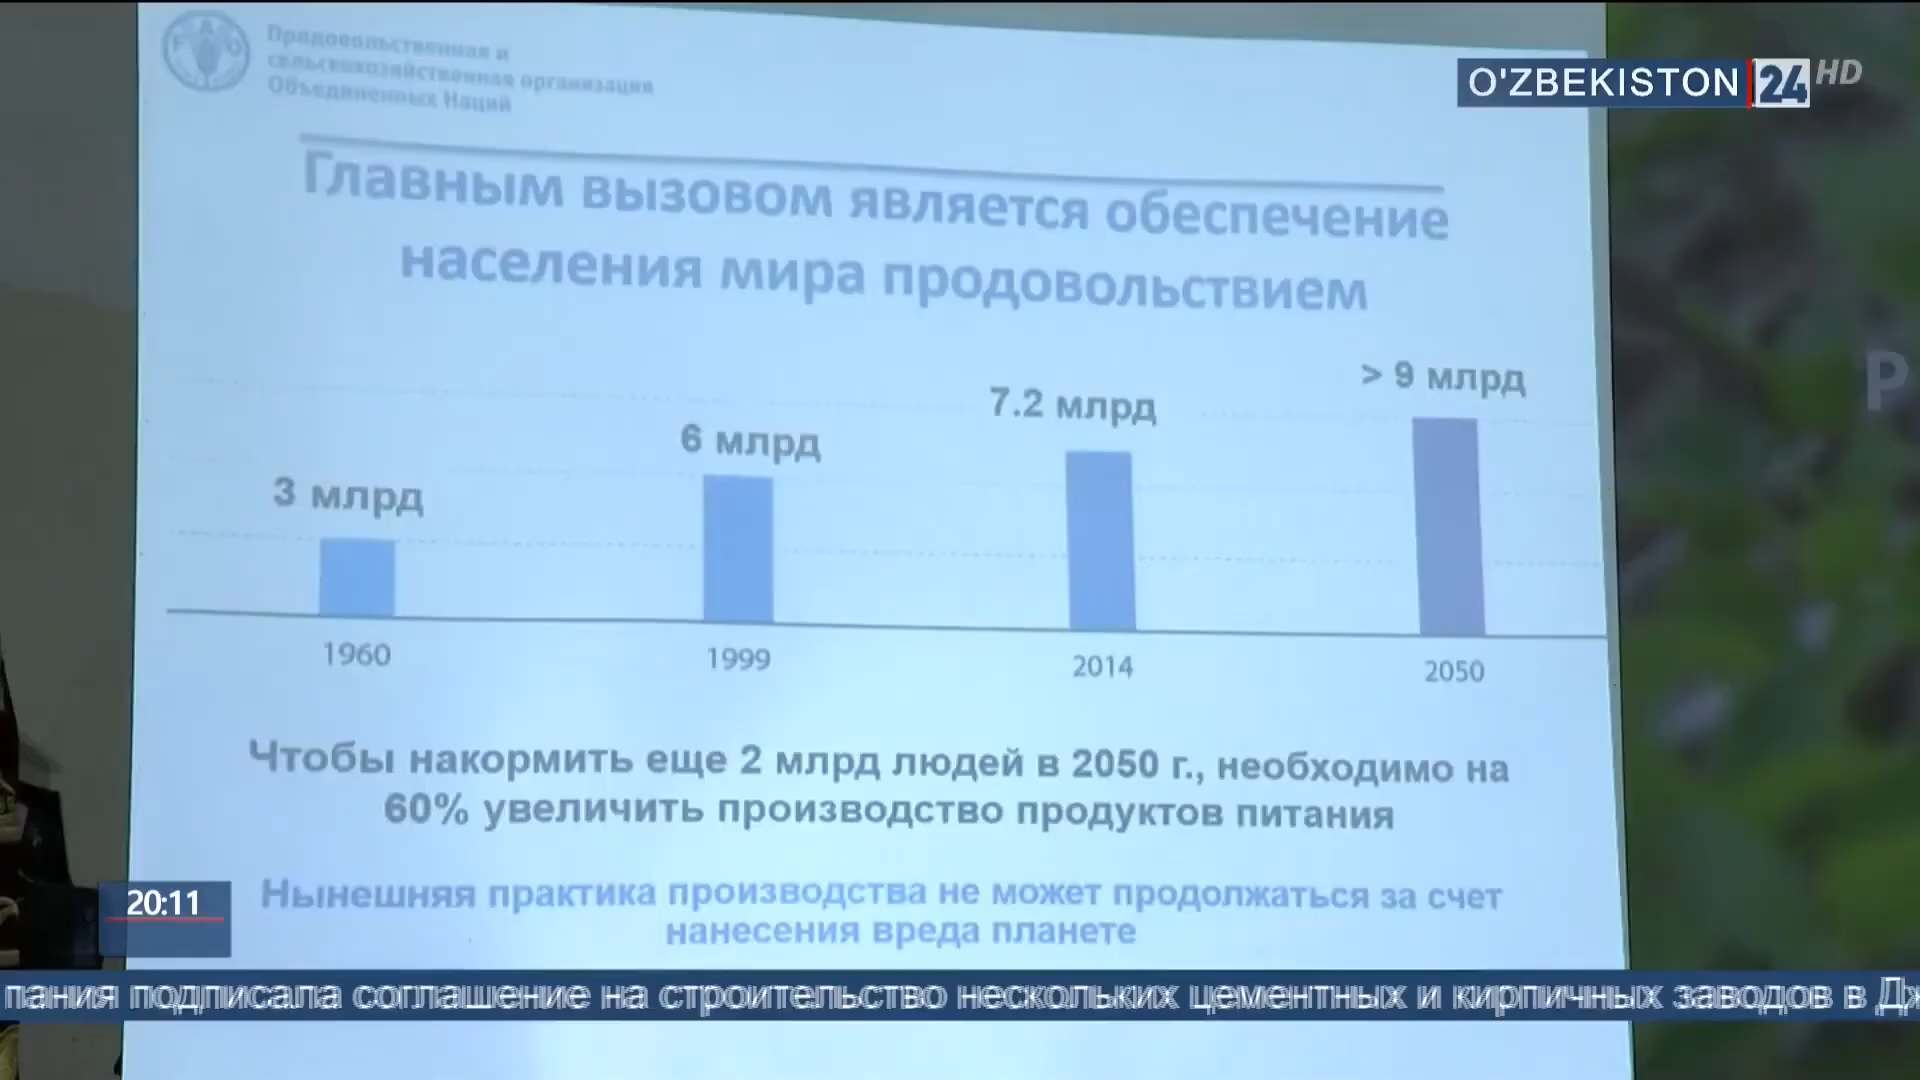 FAO
Продовольственная и
сельскохозяйственная организация
Объединенных Наций
O'ZBEKISTON 24 HD
Главным вызовом является обеспечение
населения мира продовольствием
Р
3 млрд
6 млрд
7.2 млрд
> 9 млрд
1960
1999
2014
2050
Чтобы накормить еще 2 млрд людей в 2050 г., необходимо на
60% увеличить производство продуктов питания
Нынешняя практика производства не может продолжаться за счет
нанесения вреда планете
20:11
пания подписала соглашение на строительство нескольких цементных и кирпичных заводов в Дж